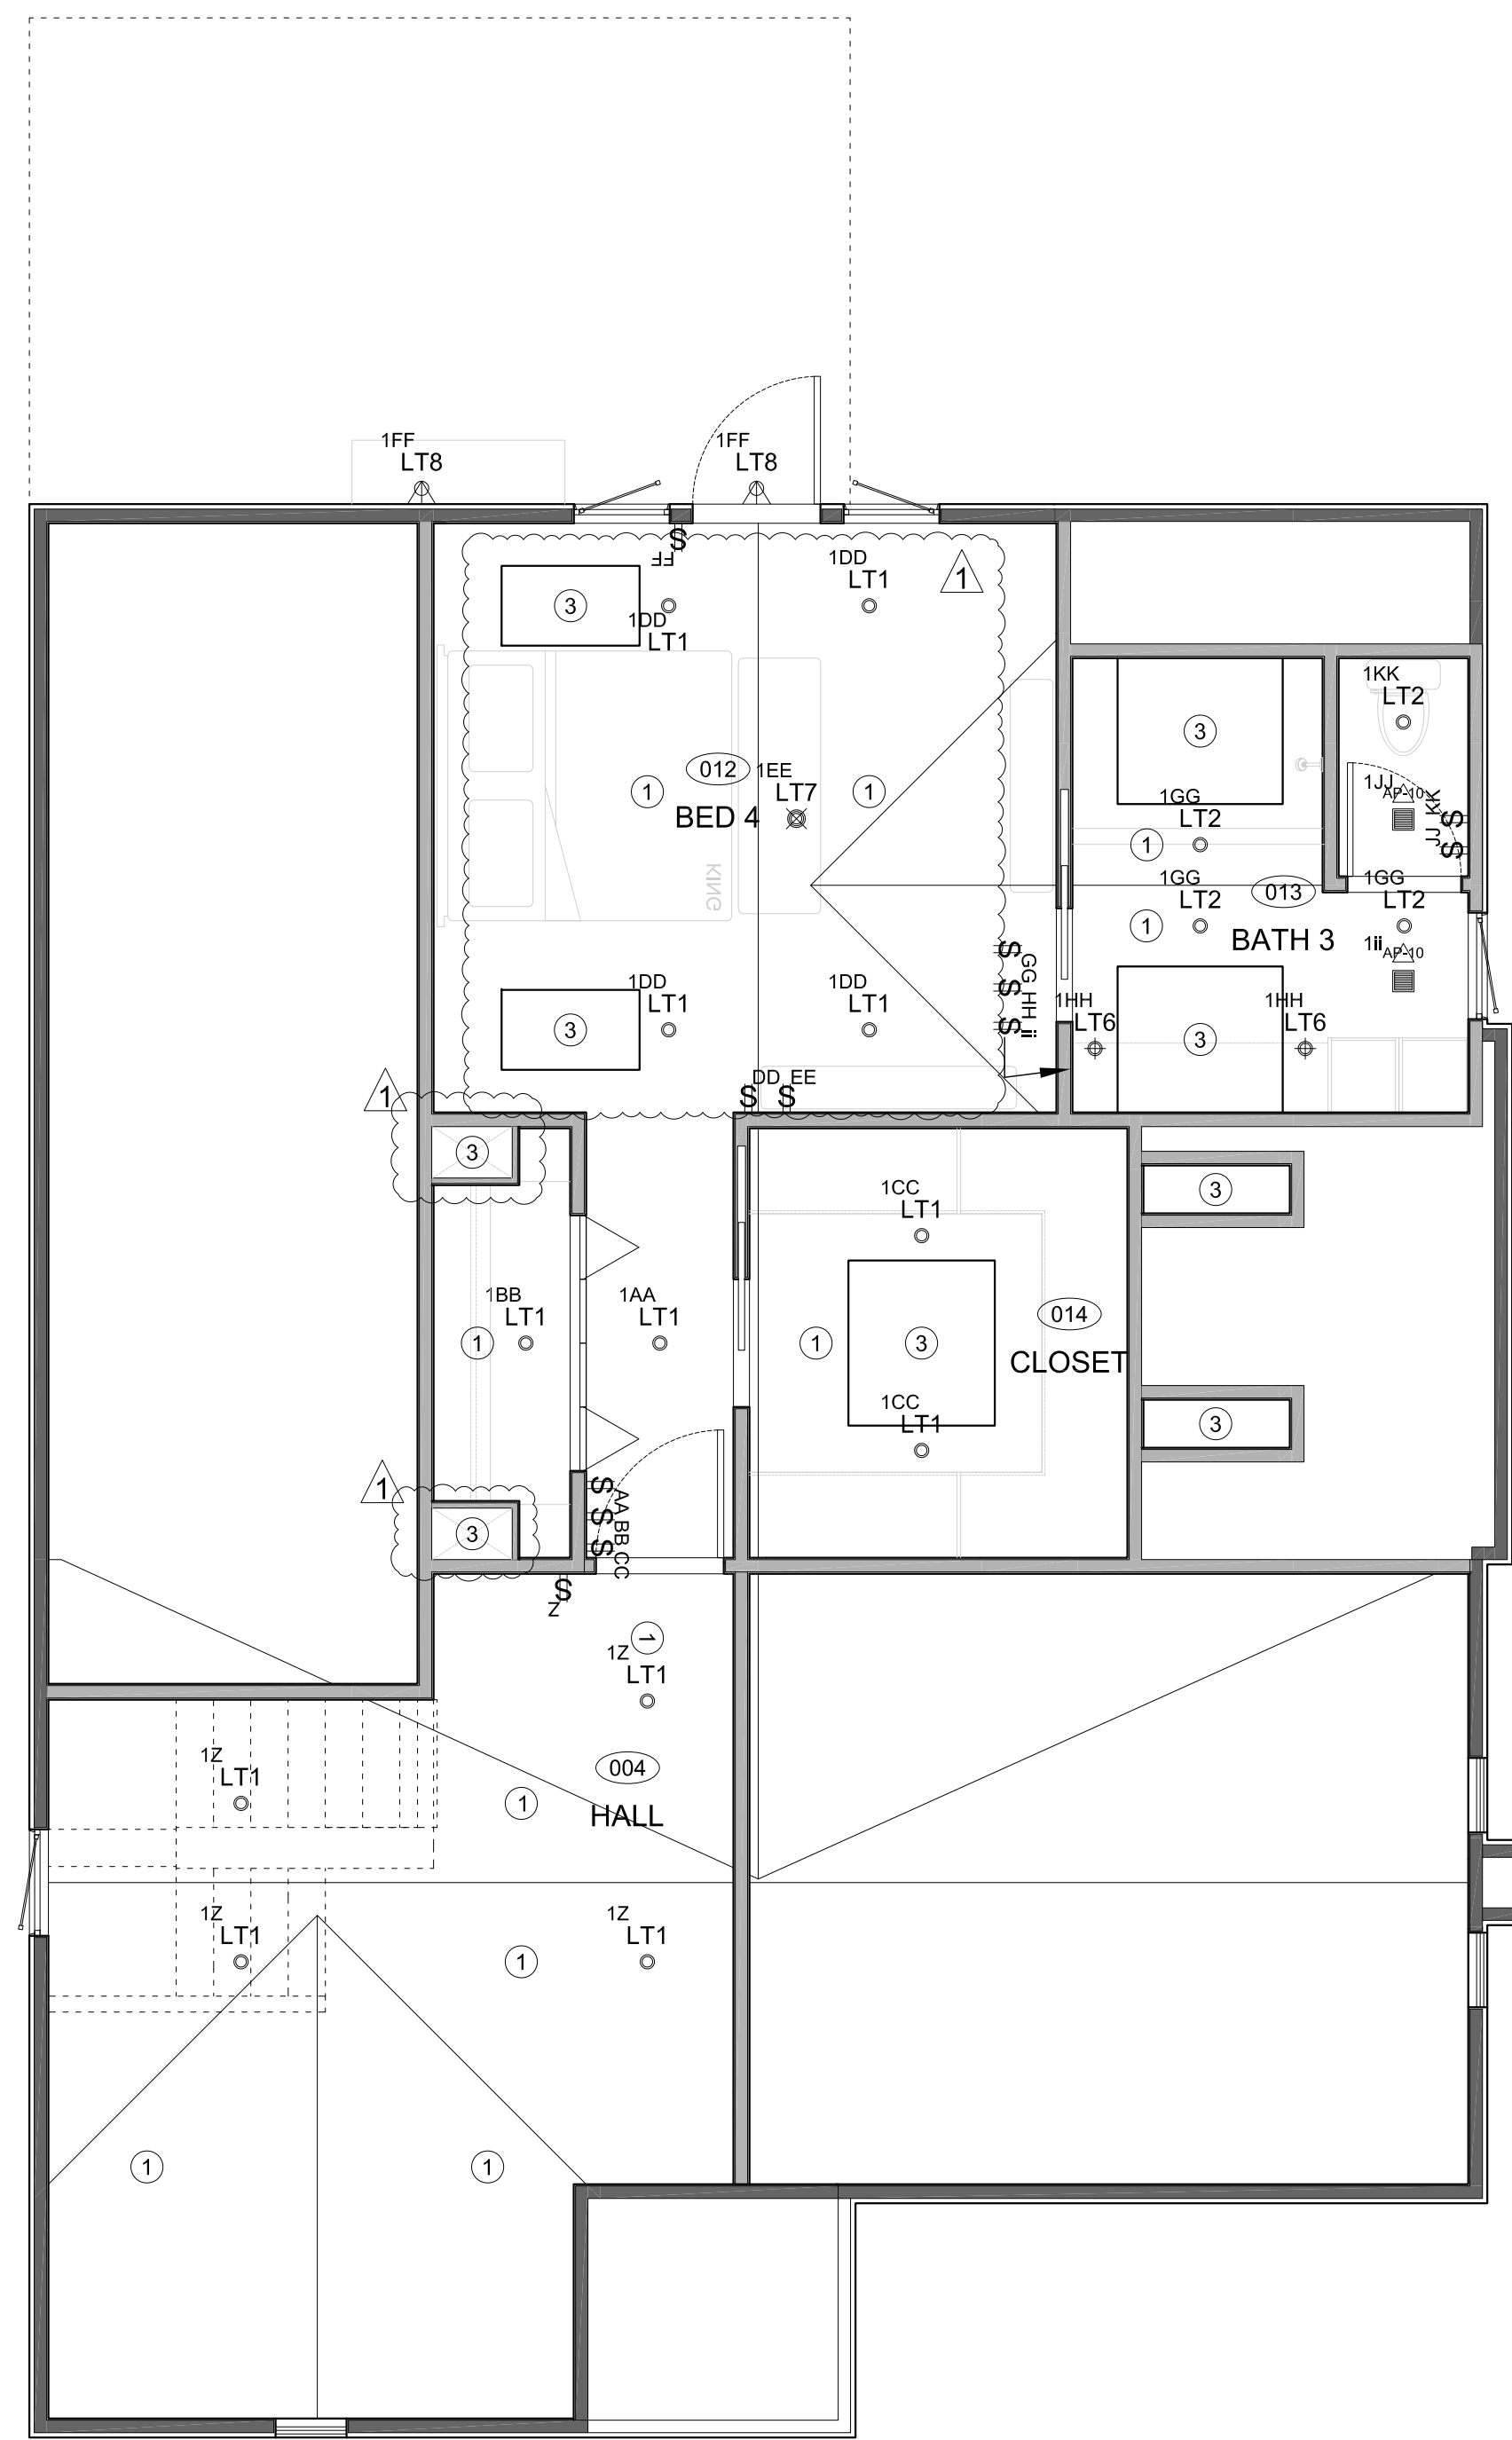 1FF
LT8
1FF
LT8
S
FF
1DD
LT1
1
3
1DD
LT1
1KK
LT2
3
012
1EE
LT7
1
BED 4
1
1GG
LT2
1
1JJ
AP-10
JJ KK
S
S
KING
1GG
LT2
013
1GG
LT2
1
BATH 3
1ii
AP-10
S
S
S
GG HH ii
1DD
LT1
1DD
LT1
3
1HH
LT6
1HH
LT6
3
DD EE
S S
1
3
1CC
LT1
3
1BB
LT1
1AA
LT1
014
1
1
3
CLOSET
1CC
LT1
3
1
3
S
S
S
AA BB CC
S
Z
1Z
LT1
1
1Z
LT1
004
1
HALL
1Z
LT1
1Z
LT1
1
1
1